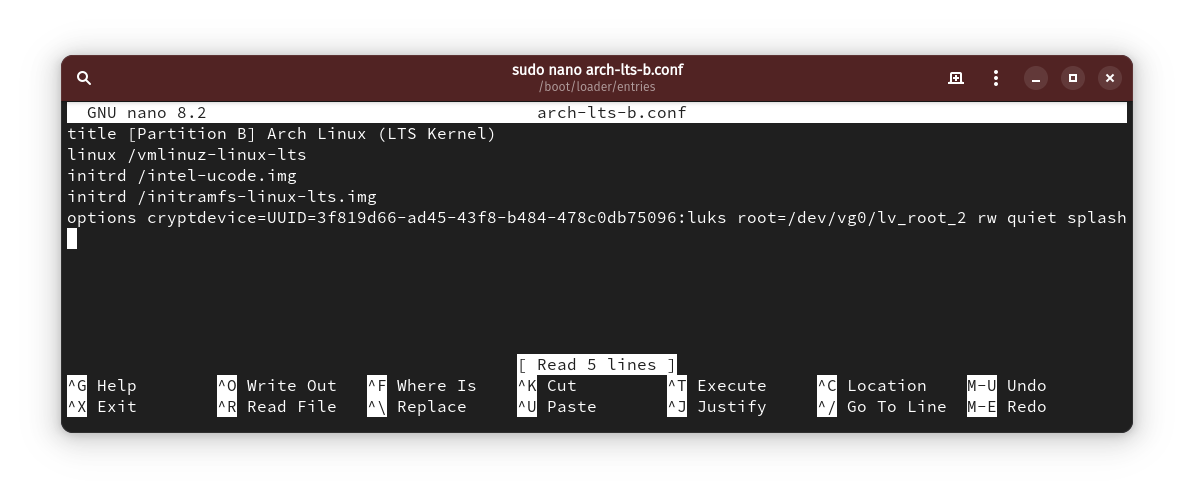 sudo nano arch-lts-b.conf
/boot/loader/entries
GNU nano 8.2 arch-lts-b.conf
title [Partition B] Arch Linux (LTS Kernel)
linux /vmlinuz-linux-lts
initrd /intel-ucode.img
initrd /initramfs-linux-lts.img
options cryptdevice=UUID=3f819d66-ad45-43f8-b484-478c0db75096:luks root=/dev/vg0/lv_root_2 rw quiet splash
[ Read 5 lines ]
^G Help ^O Write Out ^F Where Is ^K Cut ^T Execute ^C Location M-U Undo
^X Exit ^R Read File ^\ Replace ^U Paste ^J Justify ^/ Go To Line M-E Redo